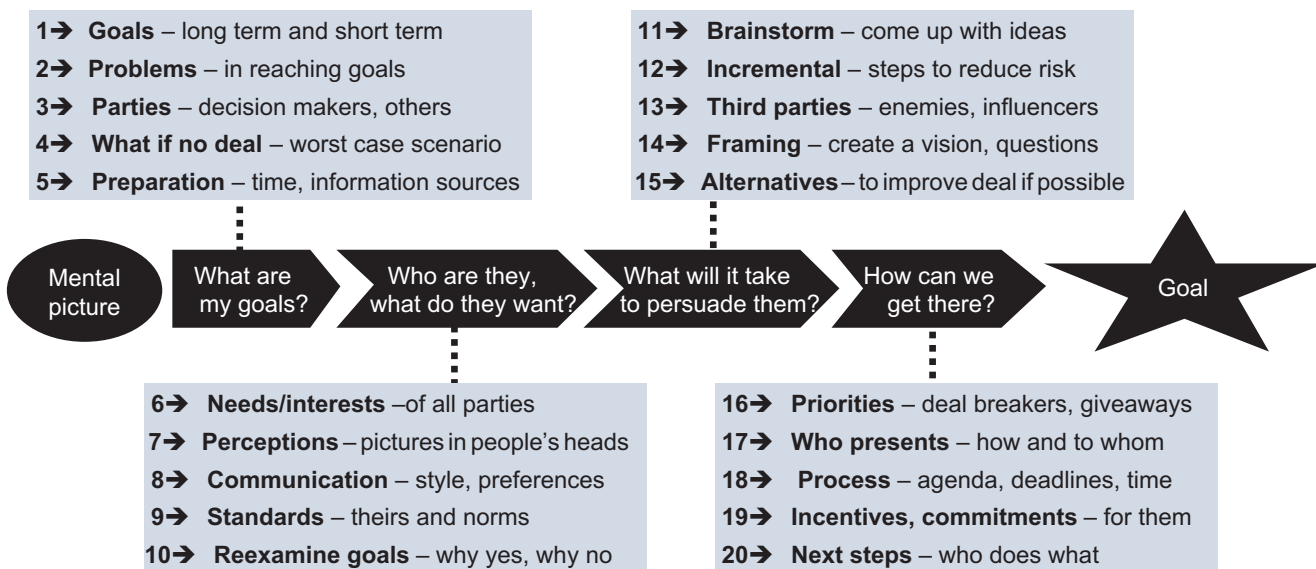 1➔ Goals – long term and short term
2➔ Problems – in reaching goals
3➔ Parties – decision makers, others
4➔ What if no deal – worst case scenario
5➔ Preparation – time, information sources
11➔ Brainstorm – come up with ideas
12➔ Incremental – steps to reduce risk
13➔ Third parties – enemies, influencers
14➔ Framing – create a vision, questions
15➔ Alternatives – to improve deal if possible
Mental
picture
What are
my goals?
Who are they,
what do they want?
What will it take
to persuade them?
How can we
get there?
Goal
6➔ Needs/interests –of all parties
7➔ Perceptions – pictures in people's heads
8➔ Communication – style, preferences
9➔ Standards – theirs and norms
10➔ Reexamine goals – why yes, why no
16➔ Priorities – deal breakers, giveaways
17➔ Who presents – how and to whom
18➔ Process – agenda, deadlines, time
19➔ Incentives, commitments – for them
20➔ Next steps – who does what